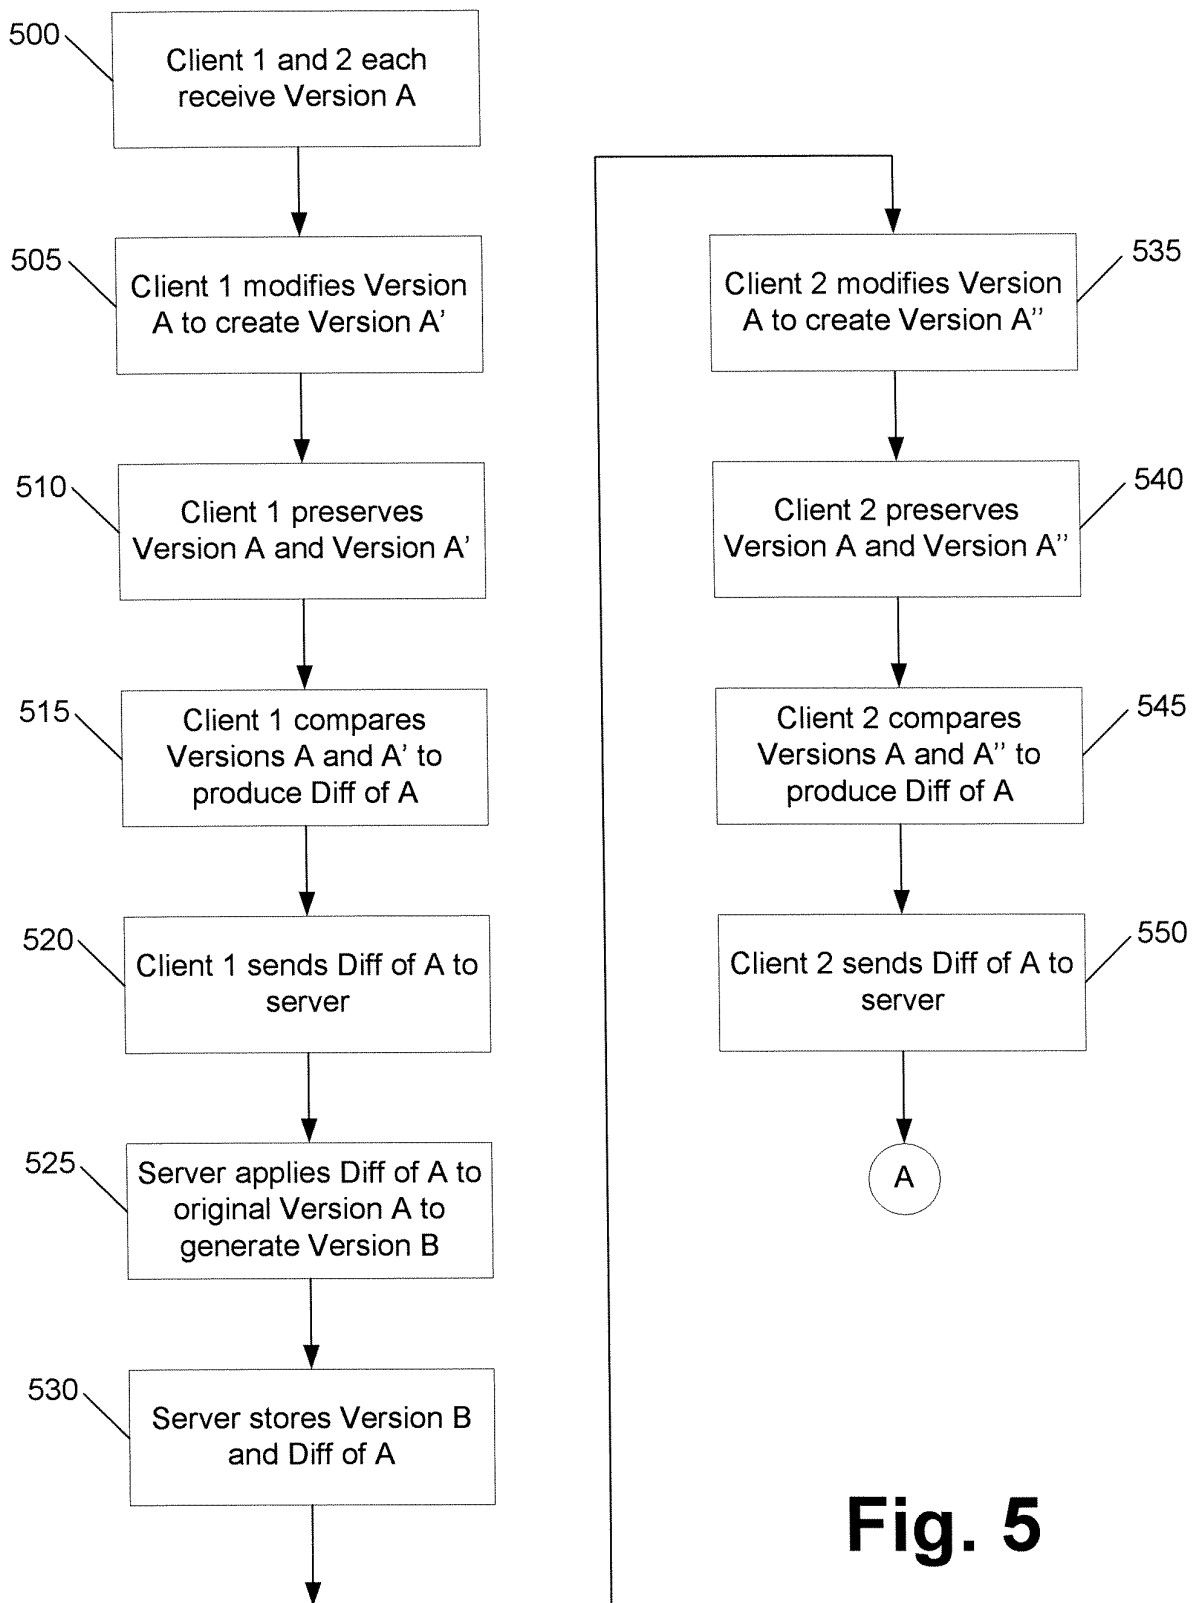 500
Client 1 and 2 each
receive Version A
505
Client 1 modifies Version
A to create Version A’
510
Client 1 preserves
Version A and Version A’
515
Client 1 compares
Versions A and A’ to
produce Diff of A
520
Client 1 sends Diff of A to
server
525
Server applies Diff of A to
original Version A to
generate Version B
530
Server stores Version B
and Diff of A
535
Client 2 modifies Version
A to create Version A’’
540
Client 2 preserves
Version A and Version A’’
545
Client 2 compares
Versions A and A’’ to
produce Diff of A
550
Client 2 sends Diff of A to
server
A
Fig. 5